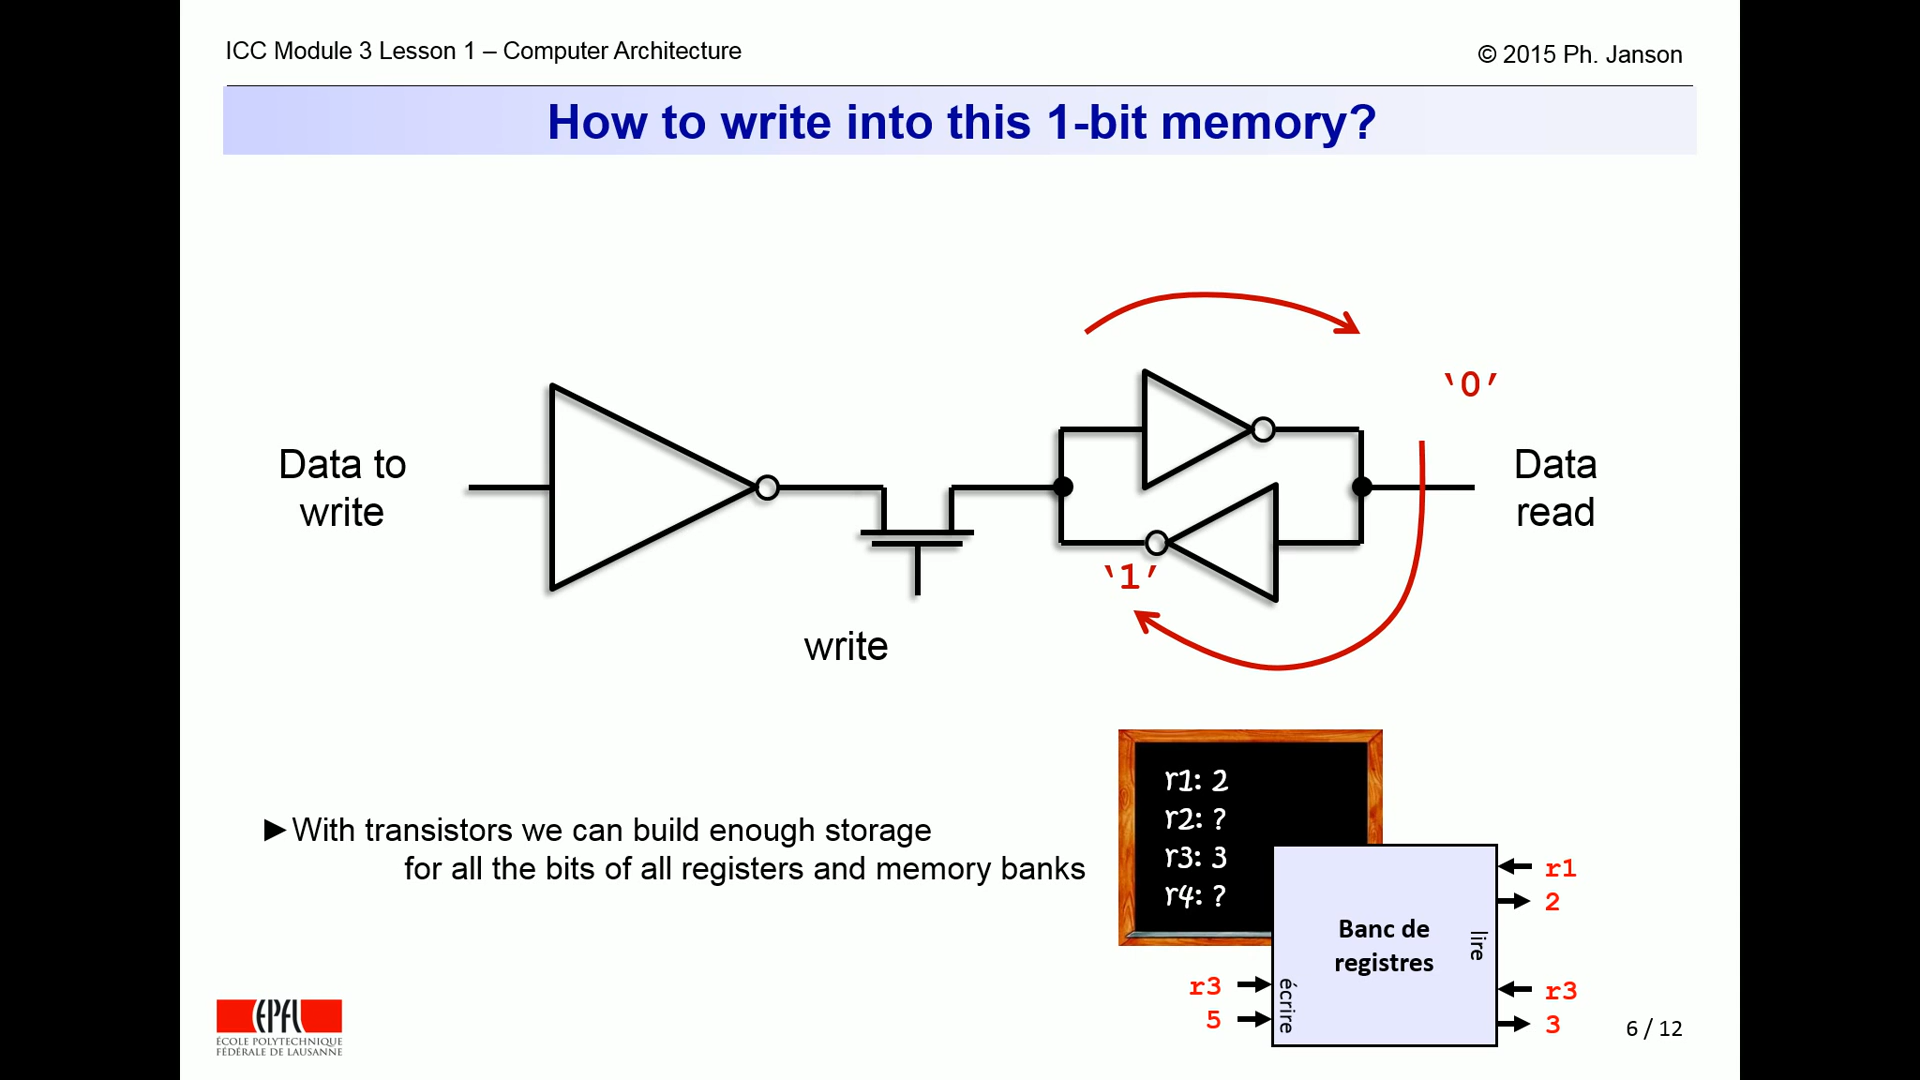 ICC Module 3 Lesson 1 – Computer Architecture
© 2015 Ph. Janson
How to write into this 1-bit memory?
‘0’
Data to
write
Data
read
‘1’
write
r1: 2
r2: ?
r3: 3
r4: ?
►With transistors we can build enough storage
for all the bits of all registers and memory banks
r1
2
Banc de
registres
lire
écrire
r3
5
r3
3
EPFL
ÉCOLE POLYTECHNIQUE
FÉDÉRALE DE LAUSANNE
6 / 12